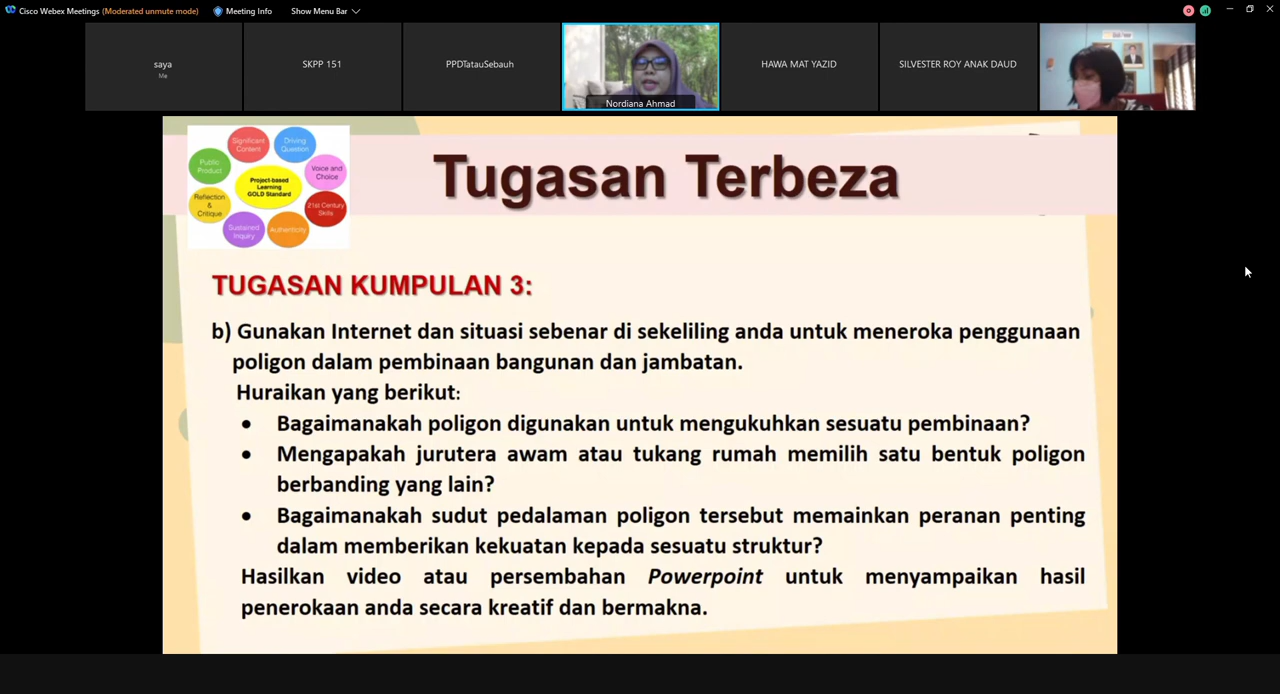 Cisco Webex Meetings (Moderated unmute mode) Meeting Info Show Menu Bar
saya
Me
SKPP 151
PPDTatauSebauh
Nordiana Ahmad
HAWA MAT YAZID
SILVESTER ROY ANAK DAUD
Significant
Content
Driving
Question
Public
Product
Voice and
Choice
Project-based
Learning
GOLD Standard
Reflection
&
Critique
21st Century
Skills
Sustained
Inquiry
Authenticity
Tugasan Terbeza
TUGASAN KUMPULAN 3:
b) Gunakan Internet dan situasi sebenar di sekeliling anda untuk meneroka penggunaan
poligon dalam pembinaan bangunan dan jambatan.
Huraikan yang berikut:
• Bagaimanakah poligon digunakan untuk mengukuhkan sesuatu pembinaan?
• Mengapakah jurutera awam atau tukang rumah memilih satu bentuk poligon
berbanding yang lain?
• Bagaimanakah sudut pedalaman poligon tersebut memainkan peranan penting
dalam memberikan kekuatan kepada sesuatu struktur?
Hasilkan video atau persembahan Powerpoint untuk menyampaikan hasil
penerokaan anda secara kreatif dan bermakna.